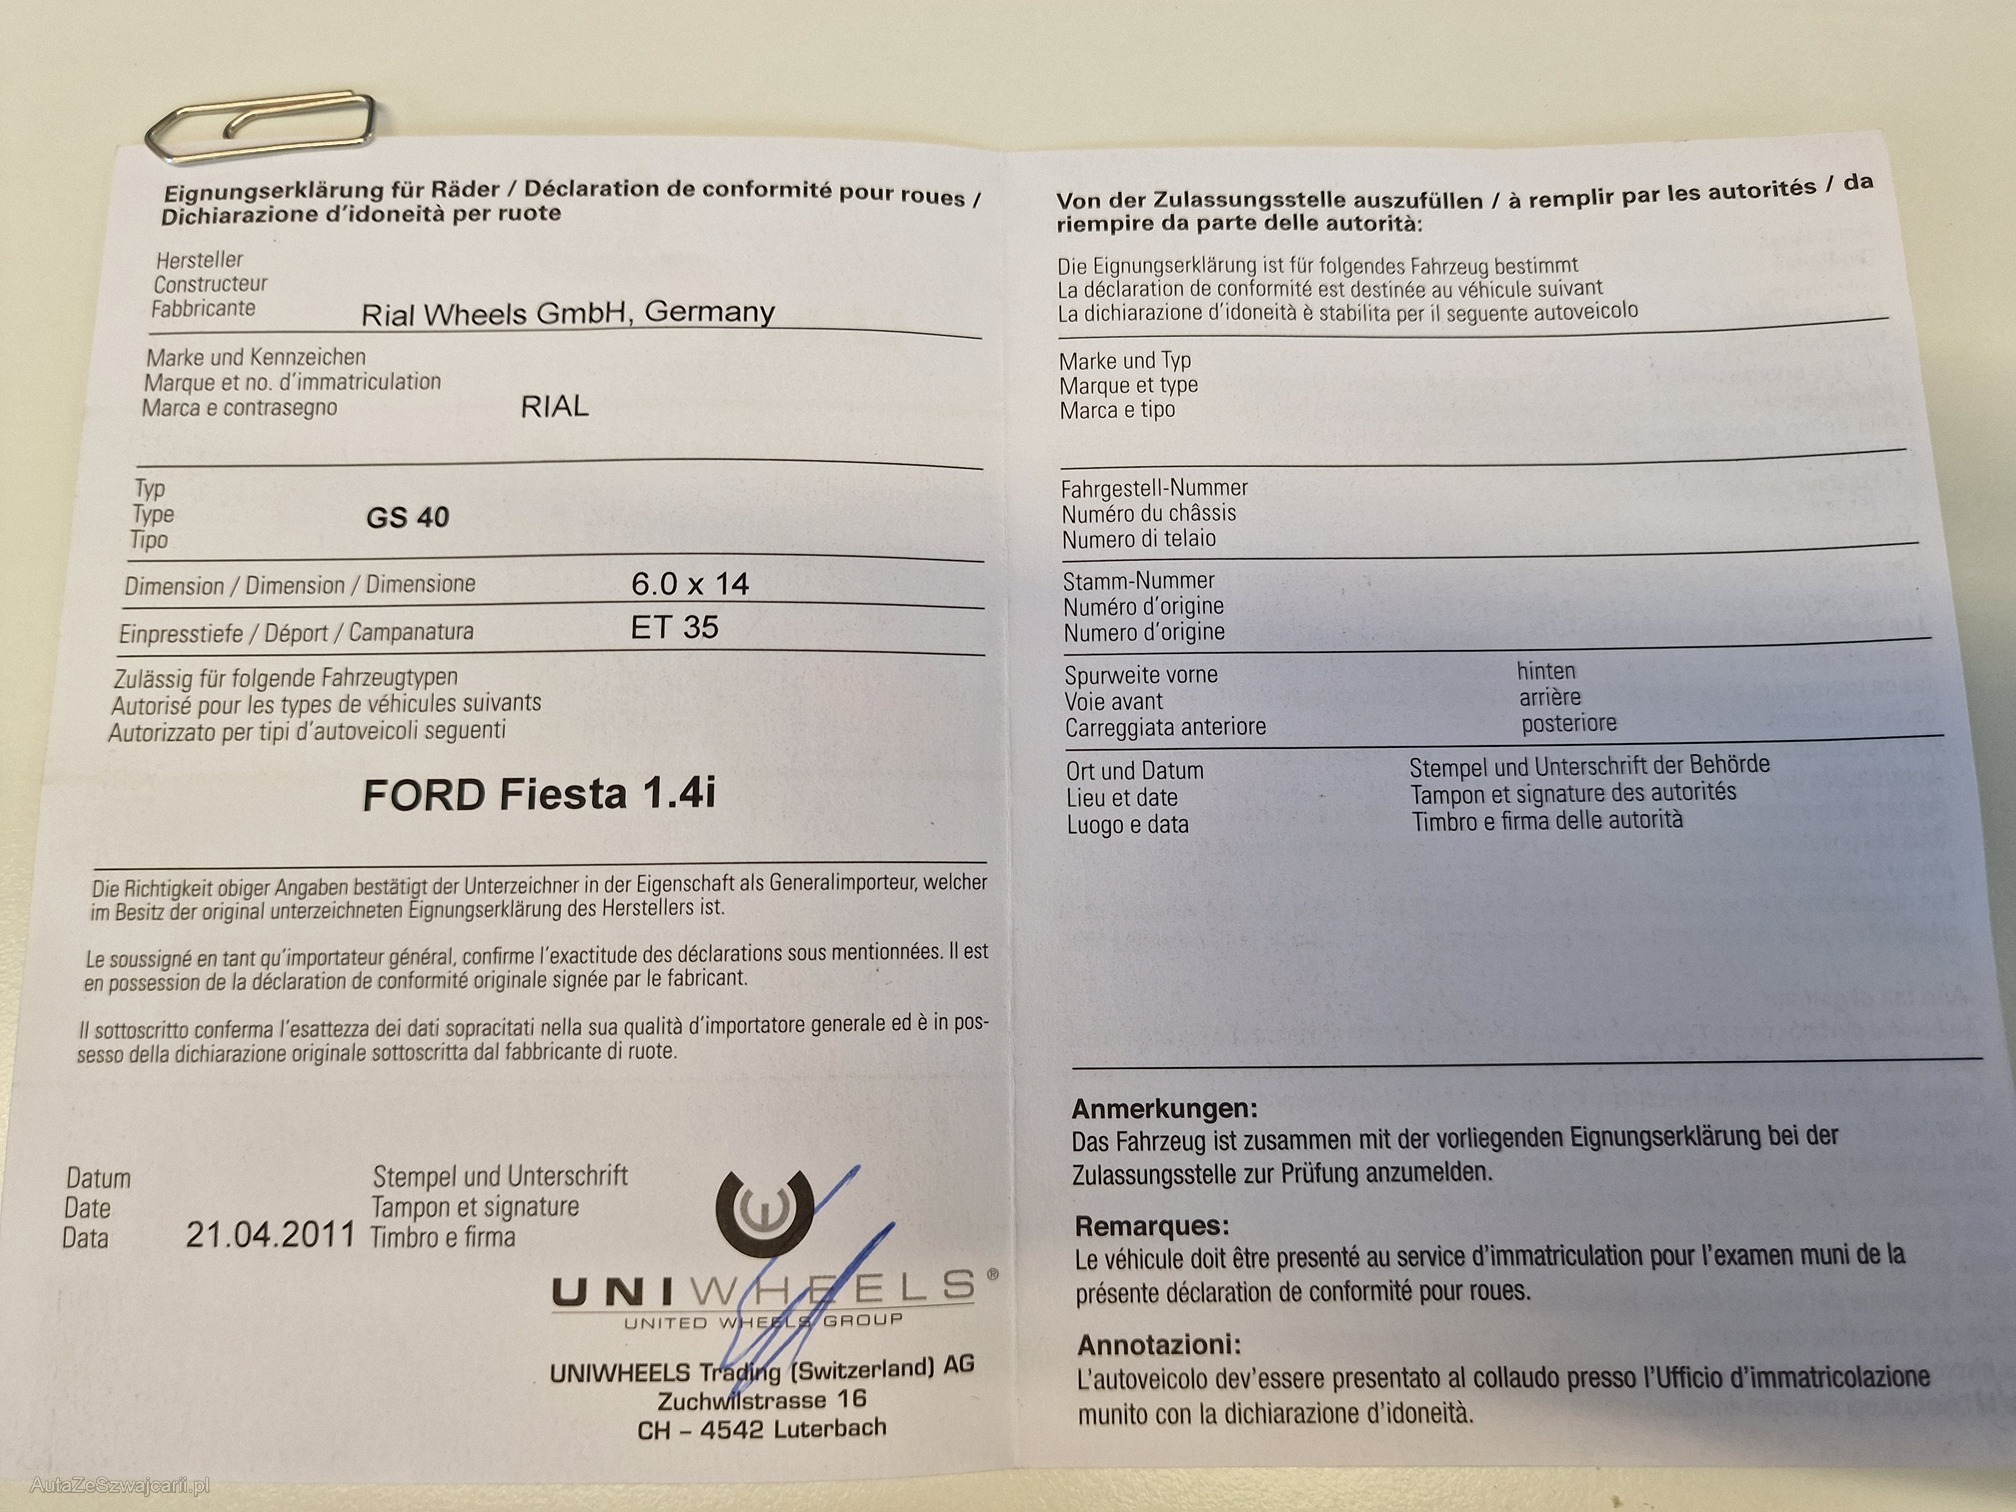 Eignungserklärung für Räder / Déclaration de conformité pour roues /
Dichiarazione d'idoneità per ruote
Hersteller
Constructeur
Fabbricante
Rial Wheels GmbH, Germany
Marke und Kennzeichen
Marque et no. d'immatriculation
Marca e contrasegno
RIAL
Typ
Type
Tipo
GS 40
Dimension / Dimension / Dimensione 6.0 x 14
Einpresstiefe / Déport / Campanatura ET 35
Zulässig für folgende Fahrzeugtypen
Autorisé pour les types de véhicules suivants
Autorizzato per tipi d'autoveicoli seguenti
FORD Fiesta 1.4i
Die Richtigkeit obiger Angaben bestätigt der Unterzeichner in der Eigenschaft als Generalimporteur, welcher
im Besitz der original unterzeichneten Eignungserklärung des Herstellers ist.
Le soussigné en tant qu'importateur général, confirme l'exactitude des déclarations sous mentionnées. Il est
en possession de la déclaration de conformité originale signée par le fabricant.
Il sottoscritto conferma l'esattezza dei dati sopracitati nella sua qualità d'importatore generale ed è in pos-
sesso della dichiarazione originale sottoscritta dal fabbricante di ruote.
Datum
Date
Data
21.04.2011
Stempel und Unterschrift
Tampon et signature
Timbro e firma
UNIWHEELS®
UNITED WHEELS GROUP
UNIWHEELS Trading (Switzerland) AG
Zuchwilstrasse 16
CH – 4542 Luterbach
Von der Zulassungsstelle auszufüllen / à remplir par les autorités / da
riempire da parte delle autorità:
Die Eignungserklärung ist für folgendes Fahrzeug bestimmt
La déclaration de conformité est destinée au véhicule suivant
La dichiarazione d'idoneità è stabilita per il seguente autoveicolo
Marke und Typ
Marque et type
Marca e tipo
Fahrgestell-Nummer
Numéro du châssis
Numero di telaio
Stamm-Nummer
Numéro d'origine
Numero d'origine
Spurweite vorne hinten
Voie avant arrière
Carreggiata anteriore posteriore
Ort und Datum
Lieu et date
Luogo e data
Stempel und Unterschrift der Behörde
Tampon et signature des autorités
Timbro e firma delle autorità
Anmerkungen:
Das Fahrzeug ist zusammen mit der vorliegenden Eignungserklärung bei der
Zulassungsstelle zur Prüfung anzumelden.
Remarques:
Le véhicule doit être presenté au service d'immatriculation pour l'examen muni de la
présente déclaration de conformité pour roues.
Annotazioni:
L'autoveicolo dev'essere presentato al collaudo presso l'Ufficio d'immatricolazione
munito con la dichiarazione d'idoneità.
AutaZeSzwajcarii.pl